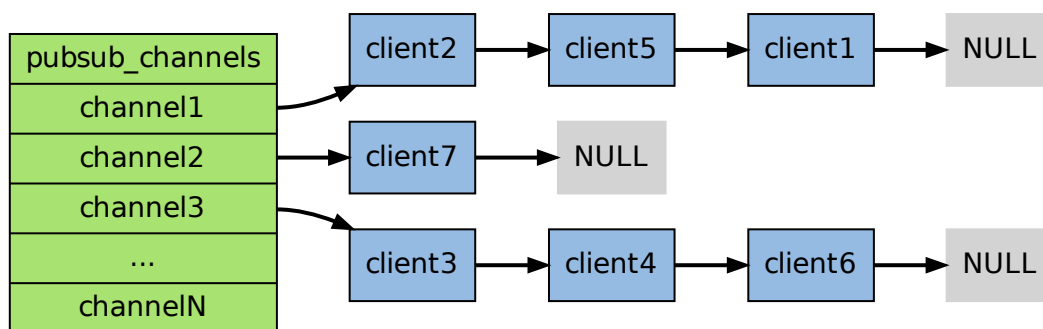 pubsub_channels
channel1
channel2
channel3
...
channelN
client2 client5 client1 NULL
client7 NULL
client3 client4 client6 NULL